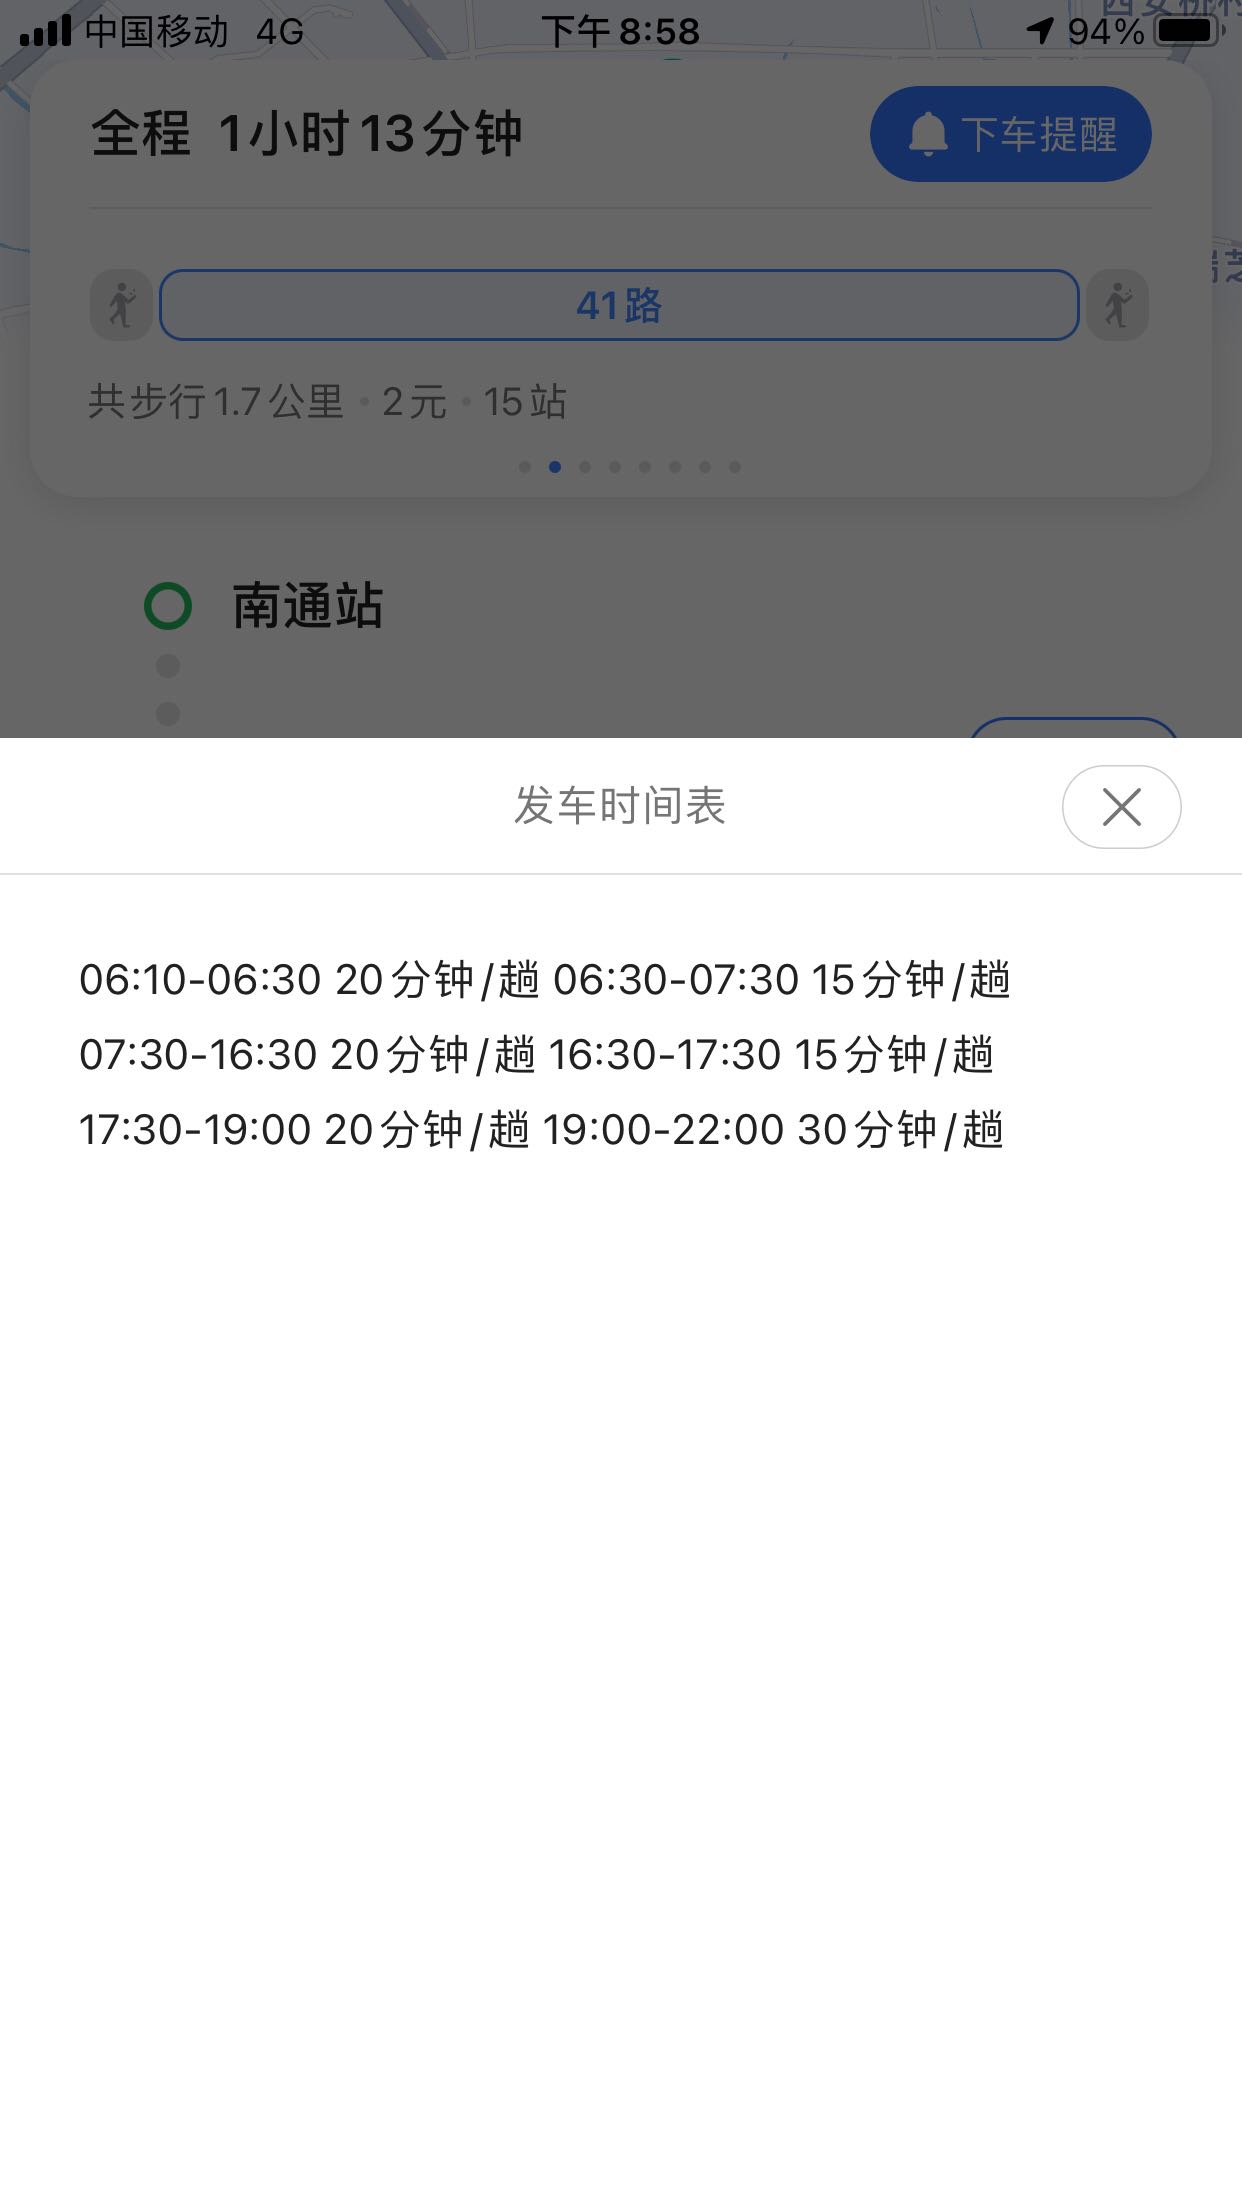 中国移动 4G 下午8:58 94%
全程 1小时13分钟
下车提醒
41路
共步行1.7公里·2元·15站
南通站
发车时间表
06:10-06:30 20分钟/趟 06:30-07:30 15分钟/趟
07:30-16:30 20分钟/趟 16:30-17:30 15分钟/趟
17:30-19:00 20分钟/趟 19:00-22:00 30分钟/趟